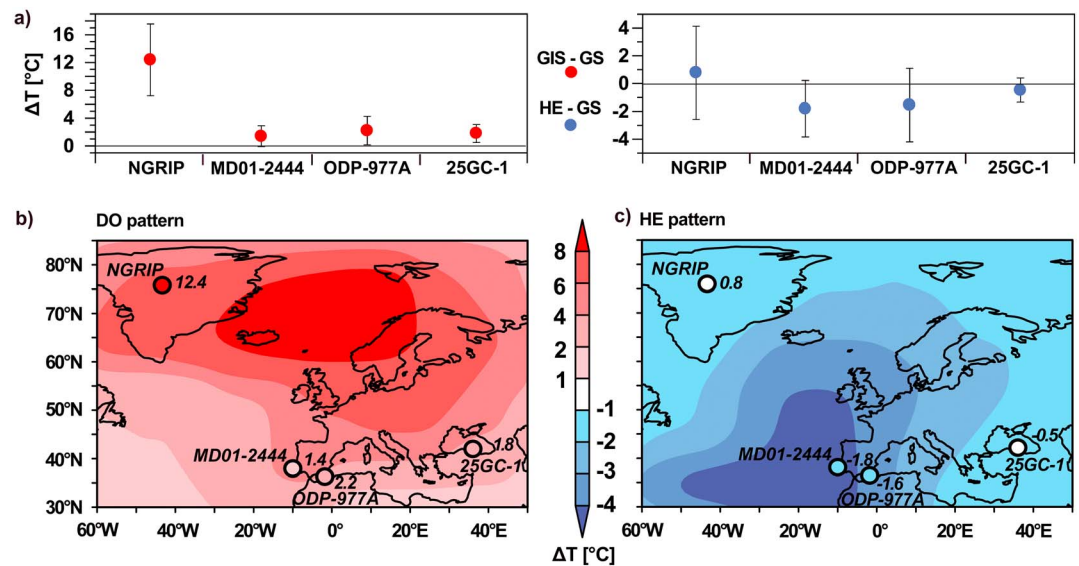 a)
ΔT [°C]
16
12
8
4
0
NGRIP MD01-2444 ODP-977A 25GC-1
GIS - GS
HE - GS
4
2
0
-2
-4
NGRIP MD01-2444 ODP-977A 25GC-1
b) DO pattern
80°N
70°N
60°N
50°N
40°N
30°N
60°W 40°W 20°W 0° 20°E 40°E
NGRIP
12.4
MD01-2444
1.4
2.2
ODP-977A
1.8
25GC-1
8
6
4
2
1
-1
-2
-3
-4
ΔT [°C]
c) HE pattern
NGRIP
0.8
MD01-2444
-1.8
-1.6
ODP-977A
-0.5
25GC-1
60°W 40°W 20°W 0° 20°E 40°E